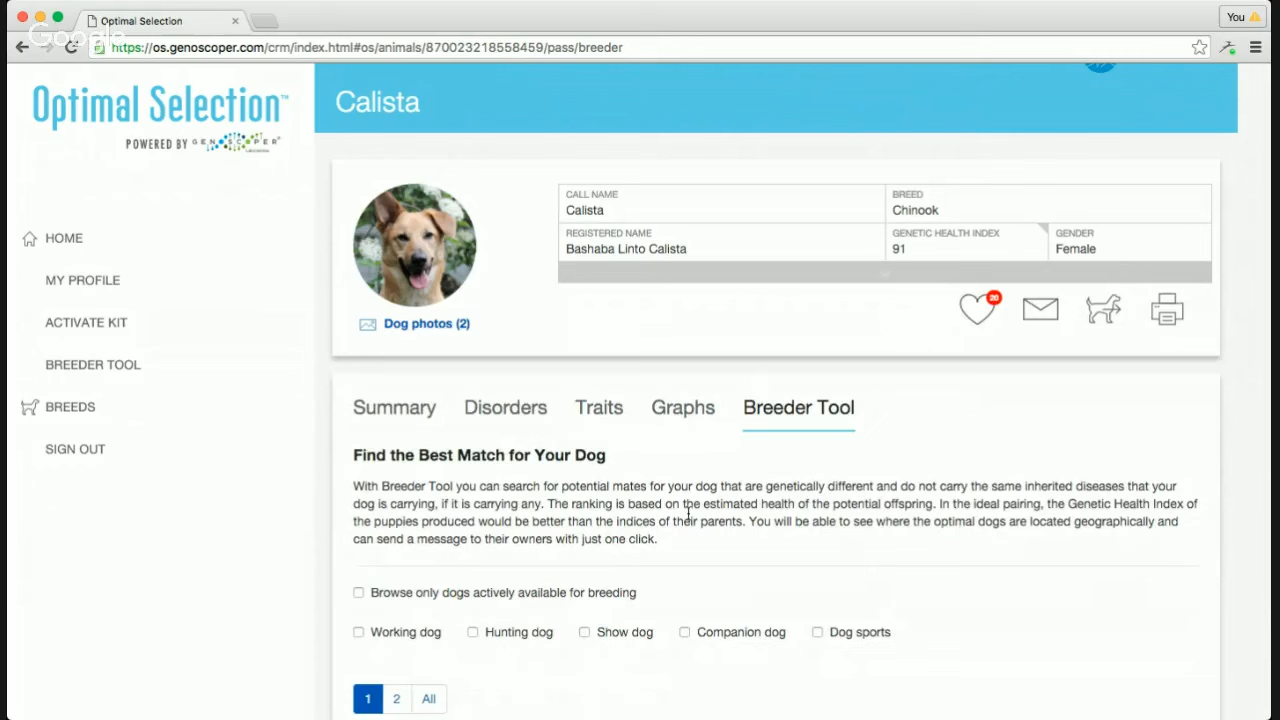 Optimal Selection
You
Google
https://os.genoscoper.com/crm/index.html#os/animals/870023218558459/pass/breeder
Optimal Selection™
POWERED BY GENOSCOPER
Calista
HOME
MY PROFILE
ACTIVATE KIT
BREEDER TOOL
BREEDS
SIGN OUT
CALL NAME
Calista
BREED
Chinook
REGISTERED NAME
Bashaba Linto Calista
GENETIC HEALTH INDEX
91
GENDER
Female
20
Dog photos (2)
Summary Disorders Traits Graphs Breeder Tool
Find the Best Match for Your Dog
With Breeder Tool you can search for potential mates for your dog that are genetically different and do not carry the same inherited diseases that your
dog is carrying, if it is carrying any. The ranking is based on the estimated health of the potential offspring. In the ideal pairing, the Genetic Health Index of
the puppies produced would be better than the indices of their parents. You will be able to see where the optimal dogs are located geographically and
can send a message to their owners with just one click.
Browse only dogs actively available for breeding
Working dog Hunting dog Show dog Companion dog Dog sports
1 2 All